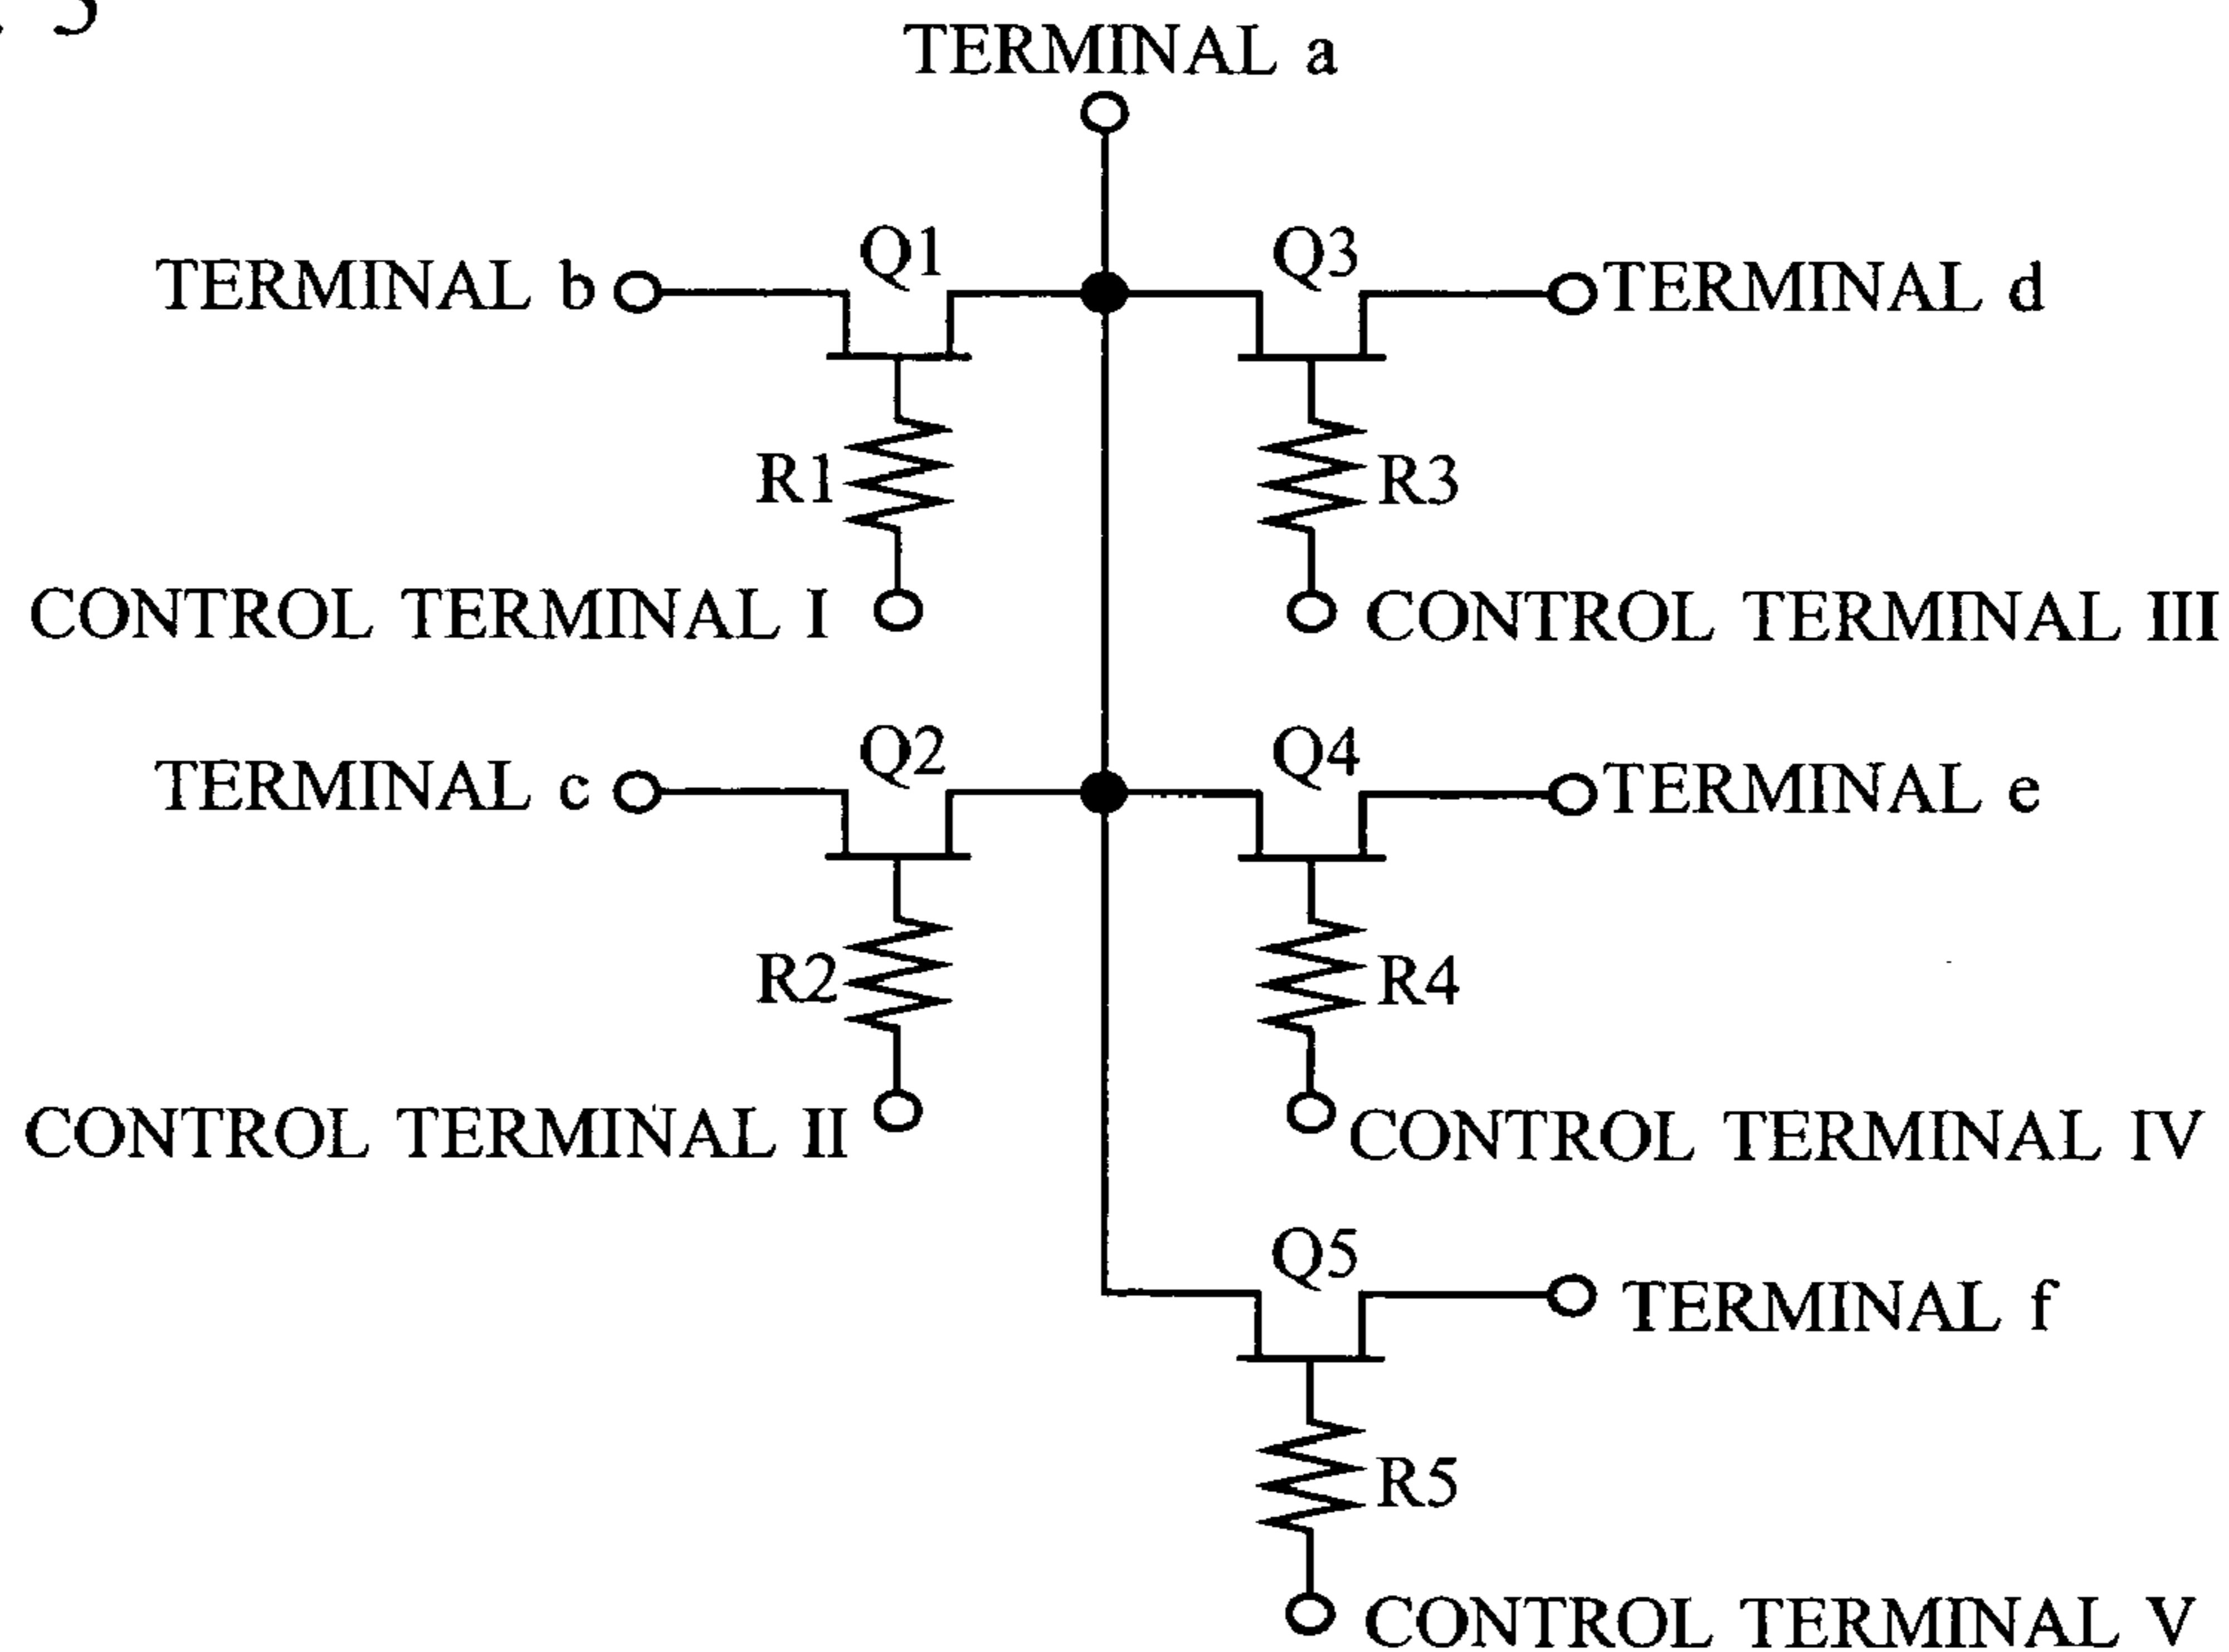 TERMINAL a
Q1
Q3
TERMINAL b
TERMINAL d
R1
R3
CONTROL TERMINAL I
CONTROL TERMINAL III
Q2
Q4
TERMINAL c
TERMINAL e
R2
R4
CONTROL TERMINAL II
CONTROL TERMINAL IV
Q5
TERMINAL f
R5
CONTROL TERMINAL V